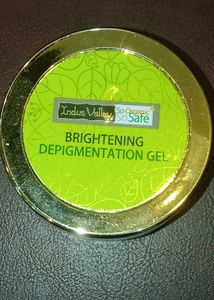 Indus Valley So Organic
So Safe
BRIGHTENING
DEPIGMENTATION GEL